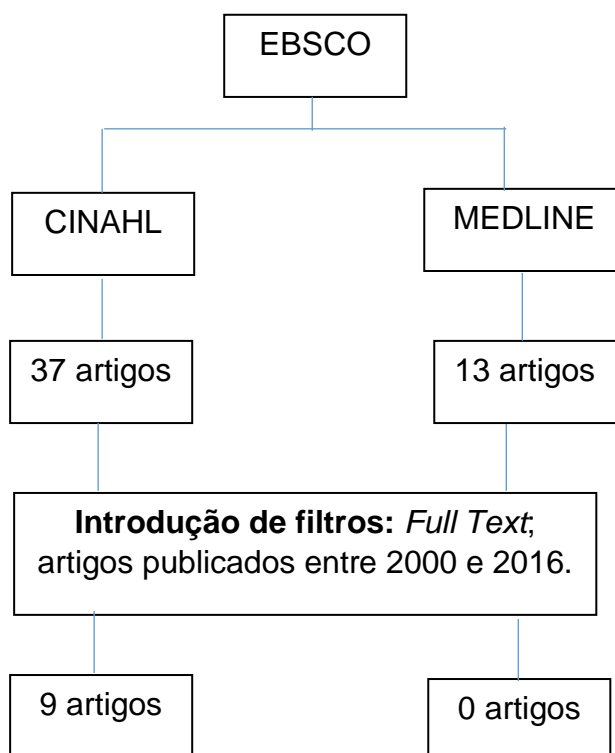 EBSCO
CINAHL
MEDLINE
37 artigos
13 artigos
Introdução de filtros: Full Text;
artigos publicados entre 2000 e 2016.
9 artigos
0 artigos